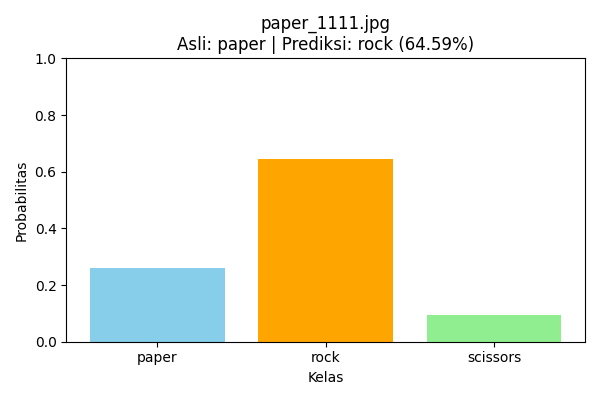 paper_1111.jpg
Asli: paper | Prediksi: rock (64.59%)
1.0
0.8
0.6
0.4
0.2
0.0
Probabilitas
paper rock scissors
Kelas